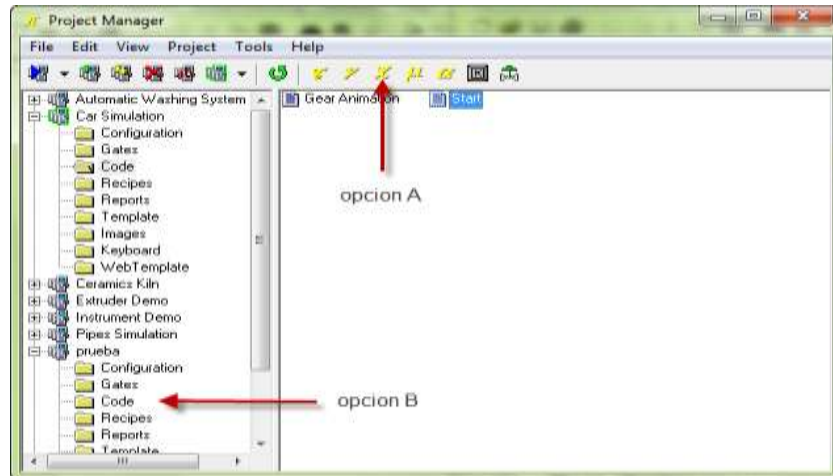 Project Manager
File Edit View Project Tools Help
Automatic Washing System
Car Simulation
Configuration
Gates
Code
Recipes
Reports
Template
Images
Keyboard
WebTemplate
Ceramics Kiln
Extruder Demo
Instrument Demo
Pipes Simulation
prueba
Configuration
Gates
Code
Recipes
Reports
Template
Gear Animation Start
opcion A
opcion B